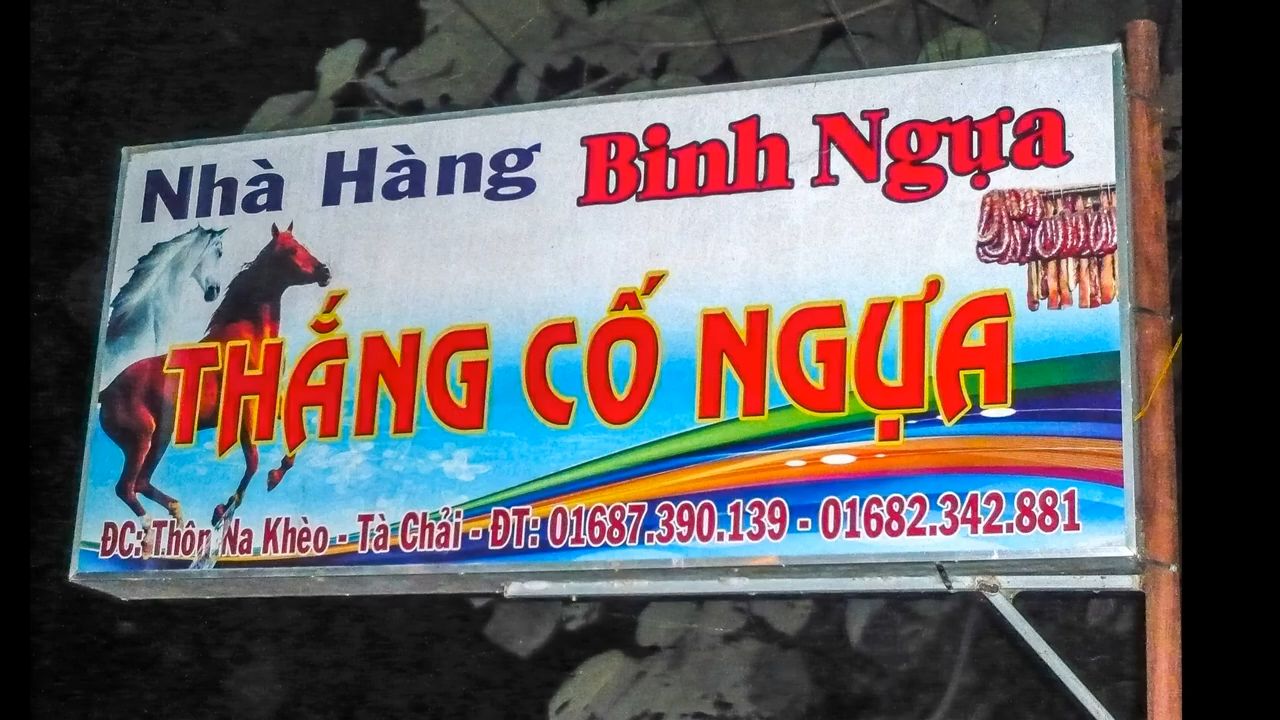 Nhà Hàng Binh Ngựa
THẮNG CỐ NGỰA
ĐC: Thôn Na Khèo - Tà Chải - ĐT: 01687.390.139 - 01682.342.881